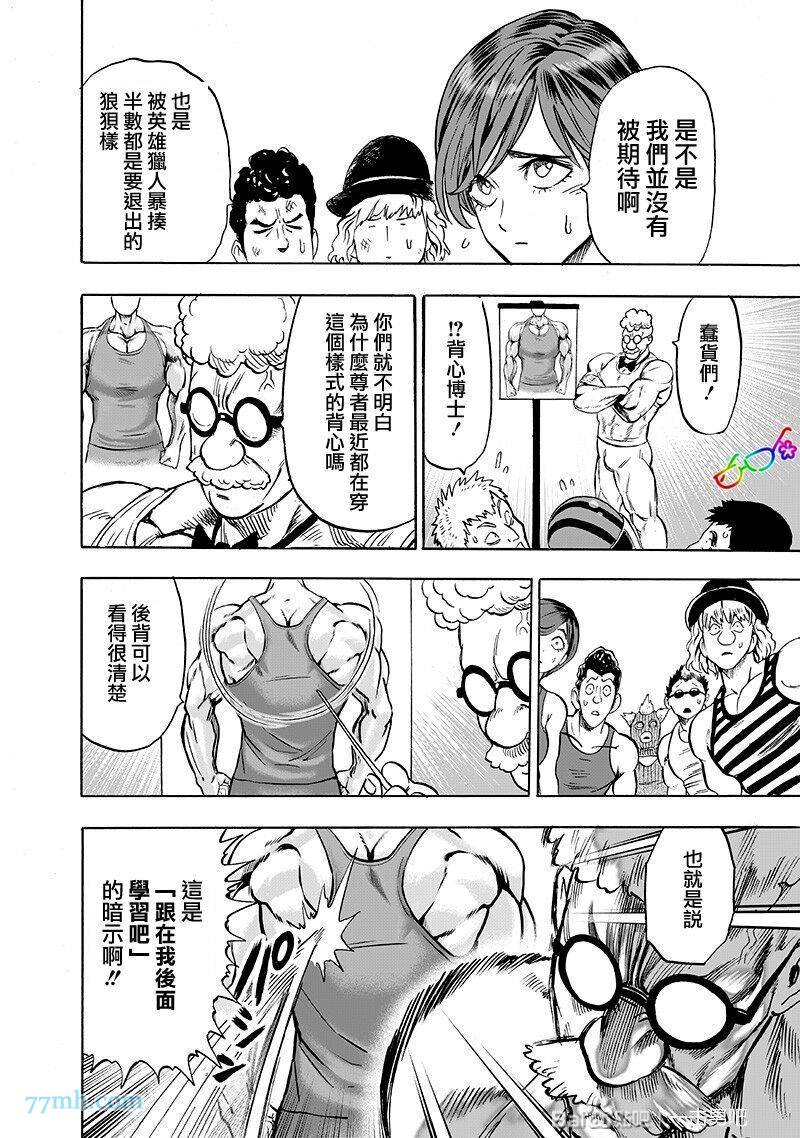 是不是
我們並沒有
被期待啊
也是
被英雄獵人暴揍
半數都是要退出的
狼狽樣
蠢貨們！
!?背心博士！
你們就不明白
為什麼尊者最近都在穿
這個樣式的背心嗎
後背可以
看得很清楚
也就是說
這是
「跟在我後面
學習吧」
的暗示啊!!
77mh.com